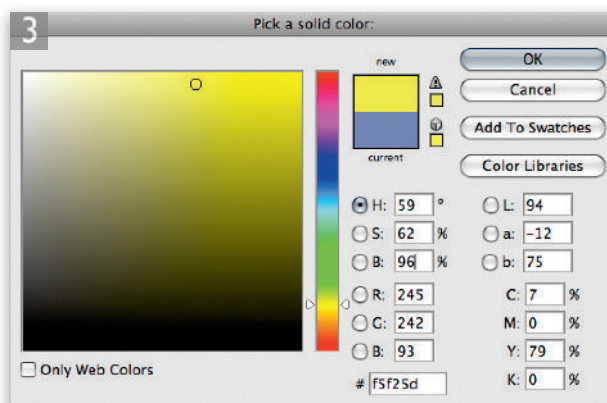 3
Pick a solid color:
new
current
OK
Cancel
Add To Swatches
Color Libraries
H: 59 °
S: 62 %
B: 96 %
R: 245
G: 242
B: 93
# f5f25d
L: 94
a: -12
b: 75
C: 7 %
M: 0 %
Y: 79 %
K: 0 %
Only Web Colors